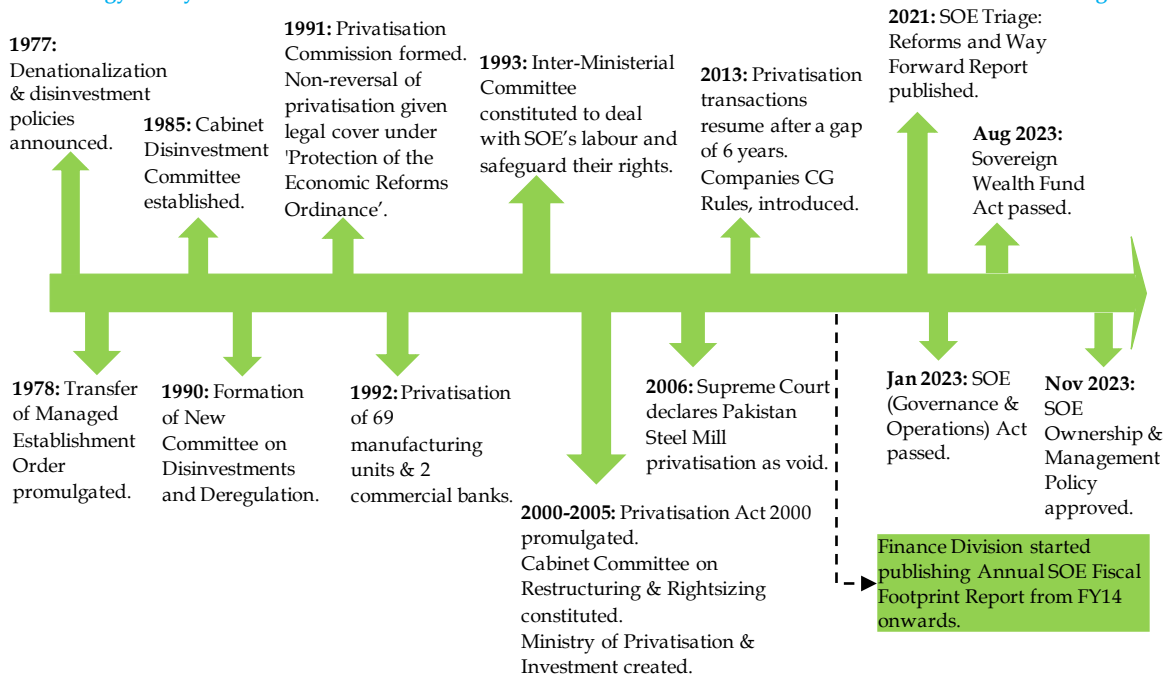 1977:
Denationalization
& disinvestment
policies
announced.
1985: Cabinet
Disinvestment
Committee
established.
1991: Privatisation
Commission formed.
Non-reversal of
privatisation given
legal cover under
'Protection of the
Economic Reforms
Ordinance’.
1993: Inter-Ministerial
Committee
constituted to deal
with SOE’s labour and
safeguard their rights.
2013: Privatisation
transactions
resume after a gap
of 6 years.
Companies CG
Rules, introduced.
2021: SOE Triage:
Reforms and Way
Forward Report
published.
Aug 2023:
Sovereign
Wealth Fund
Act passed.
1978: Transfer
of Managed
Establishment
Order
promulgated.
1990: Formation
of New
Committee on
Disinvestments
and Deregulation.
1992: Privatisation
of 69
manufacturing
units & 2
commercial banks.
2000-2005: Privatisation Act 2000
promulgated.
Cabinet Committee on
Restructuring & Rightsizing
constituted.
Ministry of Privatisation &
Investment created.
2006: Supreme Court
declares Pakistan
Steel Mill
privatisation as void.
Jan 2023: SOE
(Governance &
Operations) Act
passed.
Nov 2023:
SOE
Ownership &
Management
Policy
approved.
Finance Division started
publishing Annual SOE Fiscal
Footprint Report from FY14
onwards.